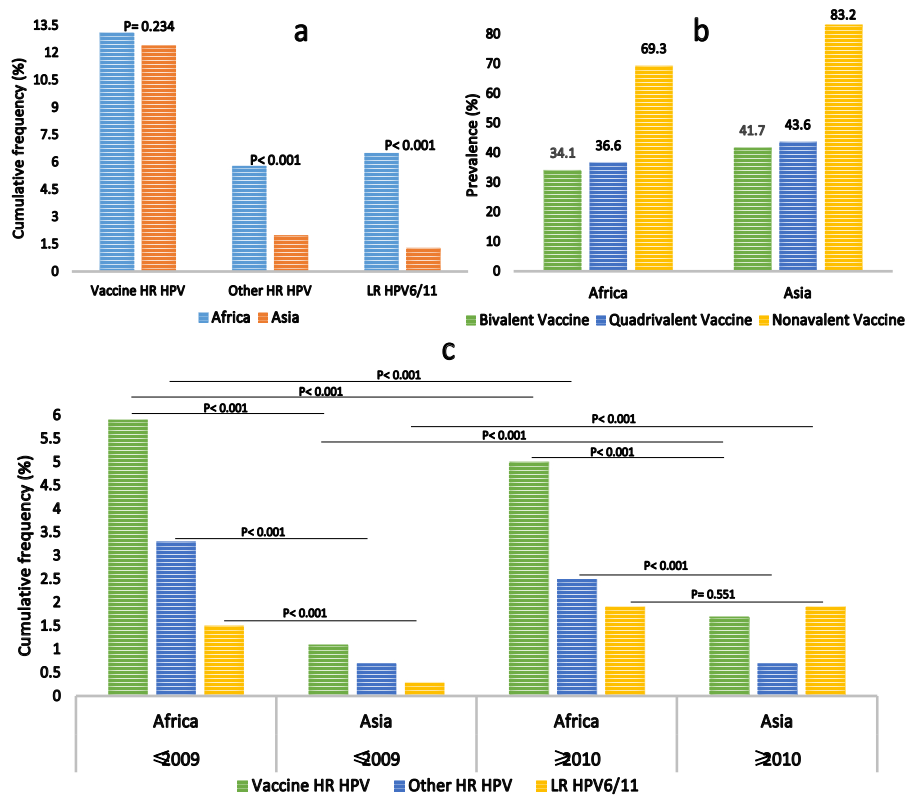 a
Cumulative frequency (%)
13.5
12
10.5
9
7.5
6
4.5
3
1.5
0
P= 0.234
P< 0.001
P< 0.001
Vaccine HR HPV
Other HR HPV
LR HPV6/11
Africa
Asia
b
Prevalence (%)
80
70
60
50
40
30
20
10
0
34.1
36.6
69.3
41.7
43.6
83.2
Africa
Asia
Bivalent Vaccine
Quadrivalent Vaccine
Nonavalent Vaccine
c
Cumulative frequency (%)
6
5.5
5
4.5
4
3.5
3
2.5
2
1.5
1
0.5
0
P< 0.001
P< 0.001
P< 0.001
P< 0.001
P< 0.001
P< 0.001
P< 0.001
P< 0.001
P< 0.001
P= 0.551
Africa
Asia
Africa
Asia
⩽2009
⩽2009
⩾2010
⩾2010
Vaccine HR HPV
Other HR HPV
LR HPV6/11